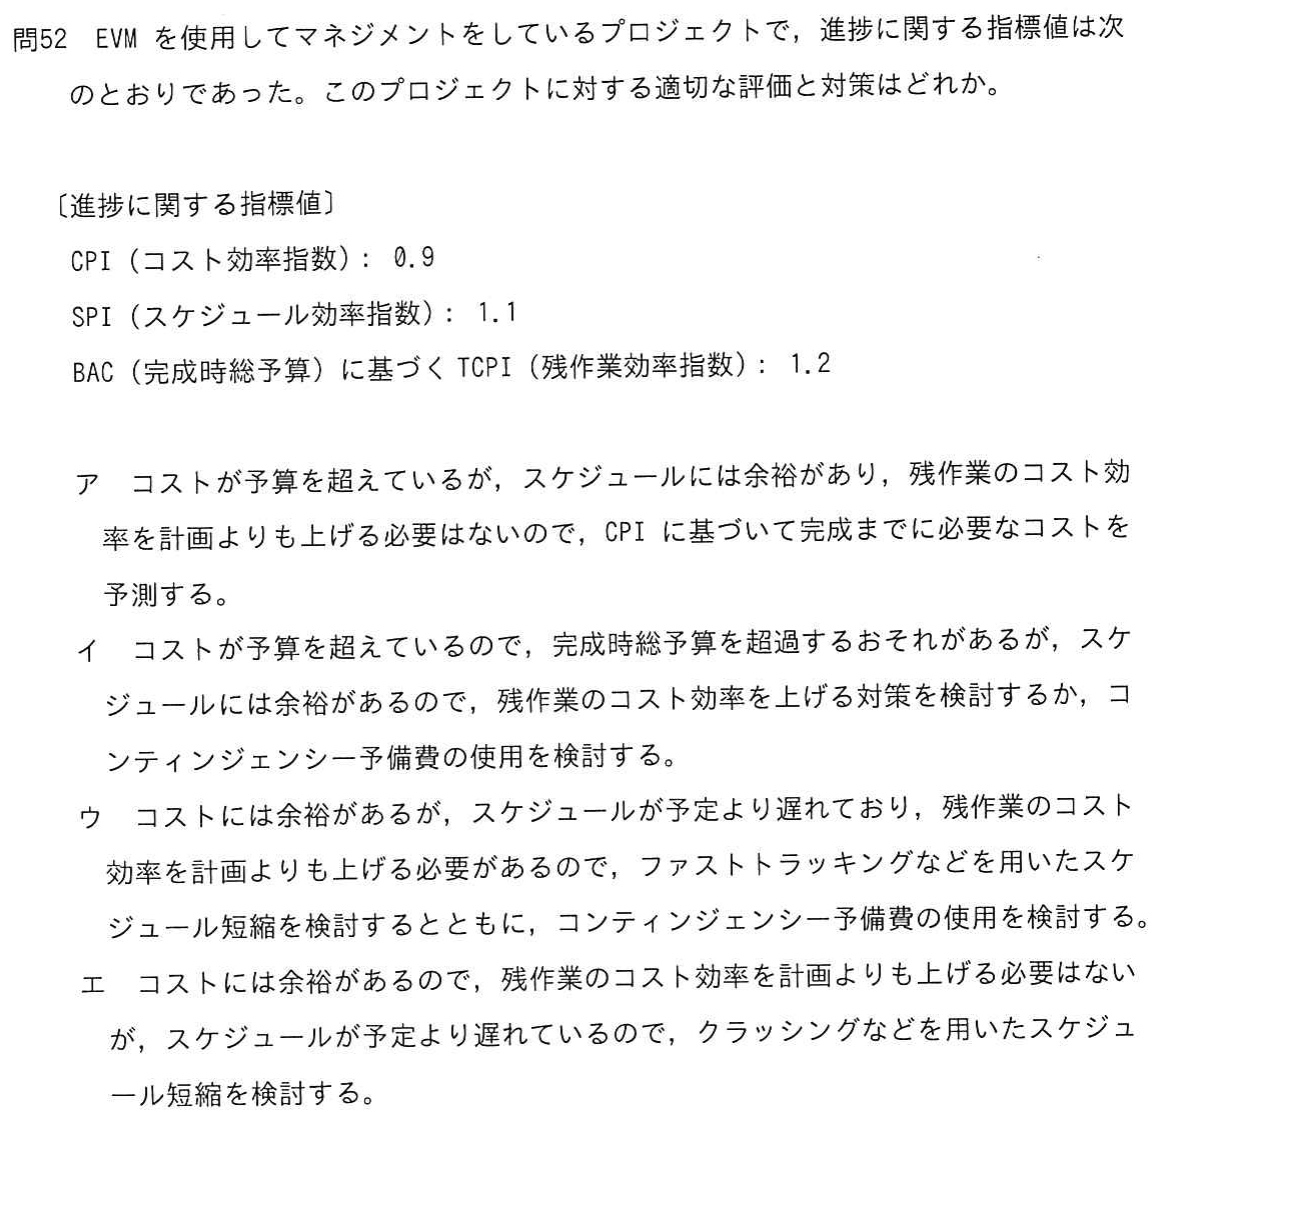 問52 EVM を使用してマネジメントをしているプロジェクトで，進捗に関する指標値は次
のとおりであった。このプロジェクトに対する適切な評価と対策はどれか。
〔進捗に関する指標値〕
CPI（コスト効率指数）： 0.9
SPI（スケジュール効率指数）： 1.1
BAC（完成時総予算）に基づく TCPI（残作業効率指数）： 1.2
ア コストが予算を超えているが，スケジュールには余裕があり，残作業のコスト効
率を計画よりも上げる必要はないので，CPI に基づいて完成までに必要なコストを
予測する。
イ コストが予算を超えているので，完成時総予算を超過するおそれがあるが，スケ
ジュールには余裕があるので，残作業のコスト効率を上げる対策を検討するか，コ
ンティンジェンシー予備費の使用を検討する。
ウ コストには余裕があるが，スケジュールが予定より遅れており，残作業のコスト
効率を計画よりも上げる必要があるので，ファストトラッキングなどを用いたスケ
ジュール短縮を検討するとともに，コンティンジェンシー予備費の使用を検討する。
エ コストには余裕があるので，残作業のコスト効率を計画よりも上げる必要はない
が，スケジュールが予定より遅れているので，クラッシングなどを用いたスケジュ
ール短縮を検討する。